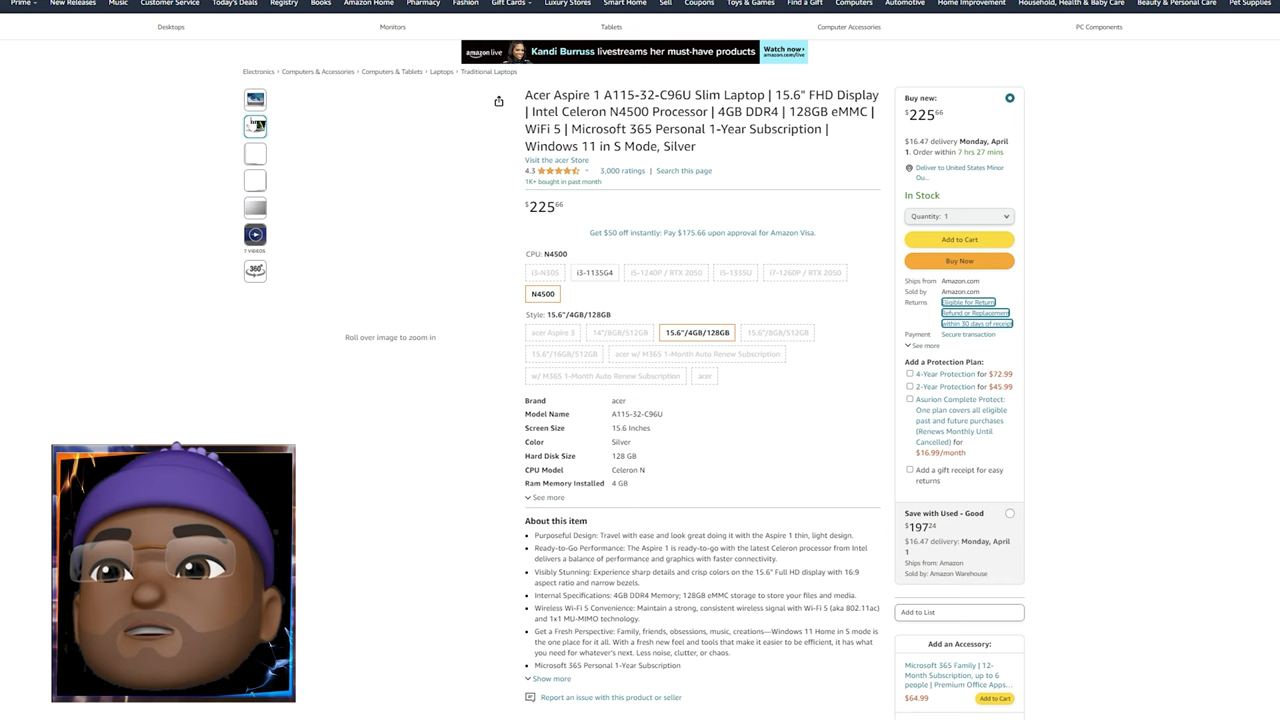 Prime
New Releases
Music
Customer Service
Today's Deals
Registry
Books
Amazon Home
Pharmacy
Fashion
Gift Cards
Luxury Stores
Smart Home
Sell
Coupons
Toys & Games
Find a Gift
Computers
Automotive
Home Improvement
Household, Health & Baby Care
Beauty & Personal Care
Pet Supplies
Desktops
Monitors
Tablets
Computer Accessories
PC Components
amazon live
Kandi Burruss livestreams her must-have products
Watch now›
amazon.com/live
Electronics › Computers & Accessories › Computers & Tablets › Laptops › Traditional Laptops
7 VIDEOS
360°
Roll over image to zoom in
Acer Aspire 1 A115-32-C96U Slim Laptop | 15.6" FHD Display
| Intel Celeron N4500 Processor | 4GB DDR4 | 128GB eMMC |
WiFi 5 | Microsoft 365 Personal 1-Year Subscription |
Windows 11 in S Mode, Silver
Visit the acer Store
4.3
3,000 ratings | Search this page
1K+ bought in past month
$225 66
Get $50 off instantly: Pay $175.66 upon approval for Amazon Visa.
CPU: N4500
i3-N305
i3-1135G4
i5-1240P / RTX 2050
i5-1335U
i7-1260P / RTX 2050
N4500
Style: 15.6"/4GB/128GB
acer Aspire 3
14"/8GB/512GB
15.6"/4GB/128GB
15.6"/8GB/512GB
15.6"/16GB/512GB
acer w/ M365 1-Month Auto Renew Subscription
w/ M365 1-Month Auto Renew Subscription
acer
Brand acer
Model Name A115-32-C96U
Screen Size 15.6 Inches
Color Silver
Hard Disk Size 128 GB
CPU Model Celeron N
Ram Memory Installed 4 GB
See more
About this item
• Purposeful Design: Travel with ease and look great doing it with the Aspire 1 thin, light design.
• Ready-to-Go Performance: The Aspire 1 is ready-to-go with the latest Celeron processor from Intel
delivers a balance of performance and graphics with faster connectivity.
• Visibly Stunning: Experience sharp details and crisp colors on the 15.6" Full HD display with 16:9
aspect ratio and narrow bezels.
• Internal Specifications: 4GB DDR4 Memory; 128GB eMMC storage to store your files and media.
• Wireless Wi-Fi 5 Convenience: Maintain a strong, consistent wireless signal with Wi-Fi 5 (aka 802.11ac)
and 1x1 MU-MIMO technology.
• Get a Fresh Perspective: Family, friends, obsessions, music, creations—Windows 11 Home in S mode is
the one place for it all. With a fresh new feel and tools that make it easier to be efficient, it has what
you need for whatever's next. Less noise, clutter, or chaos.
• Microsoft 365 Personal 1-Year Subscription
Show more
Report an issue with this product or seller
Buy new:
$225 66
$16.47 delivery Monday, April
1. Order within 7 hrs 27 mins
Deliver to United States Minor
Ou...
In Stock
Quantity: 1
Add to Cart
Buy Now
Ships from Amazon.com
Sold by Amazon.com
Returns Eligible for Return,
Refund or Replacement
within 30 days of receipt
Payment Secure transaction
See more
Add a Protection Plan:
4-Year Protection for $72.99
2-Year Protection for $45.99
Asurion Complete Protect:
One plan covers all eligible
past and future purchases
(Renews Monthly Until
Cancelled) for
$16.99/month
Add a gift receipt for easy
returns
Save with Used - Good
$197 24
$16.47 delivery: Monday, April
1
Ships from: Amazon
Sold by: Amazon Warehouse
Add to List
Add an Accessory:
Microsoft 365 Family | 12-
Month Subscription, up to 6
people | Premium Office Apps...
$64.99
Add to Cart